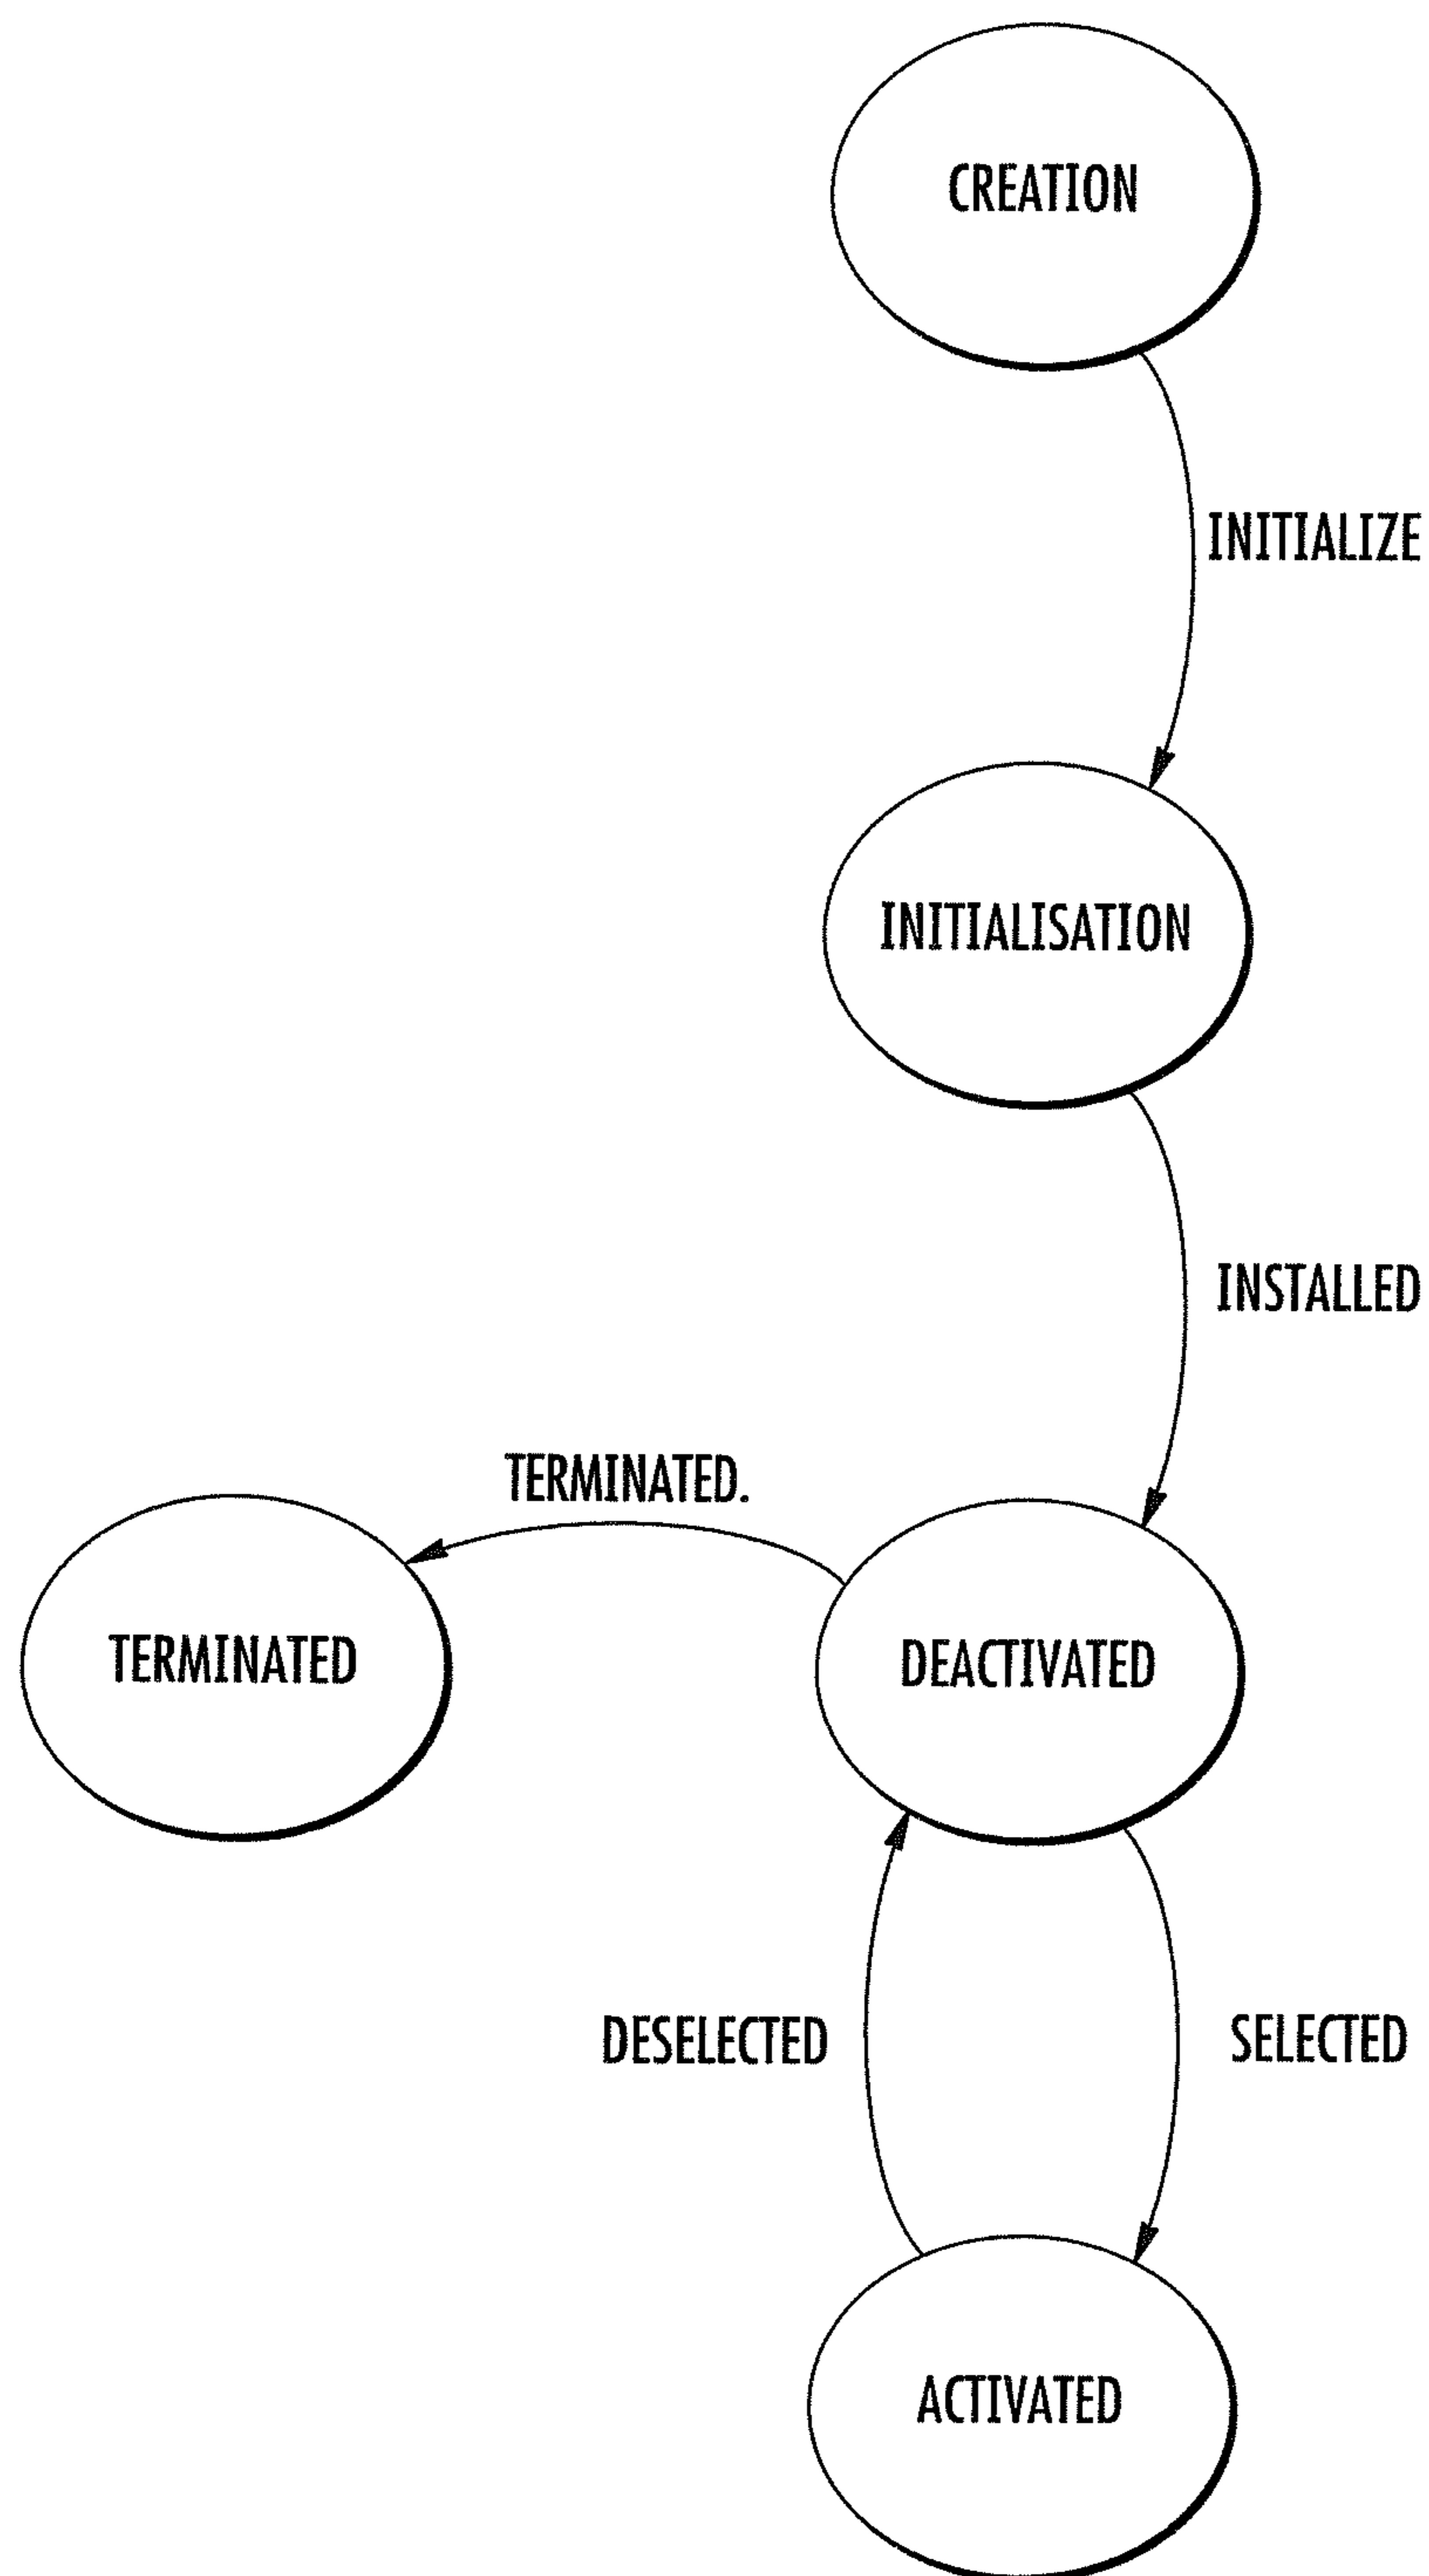 CREATION
INITIALIZE
INITIALISATION
INSTALLED
TERMINATED.
TERMINATED
DEACTIVATED
DESELECTED
SELECTED
ACTIVATED